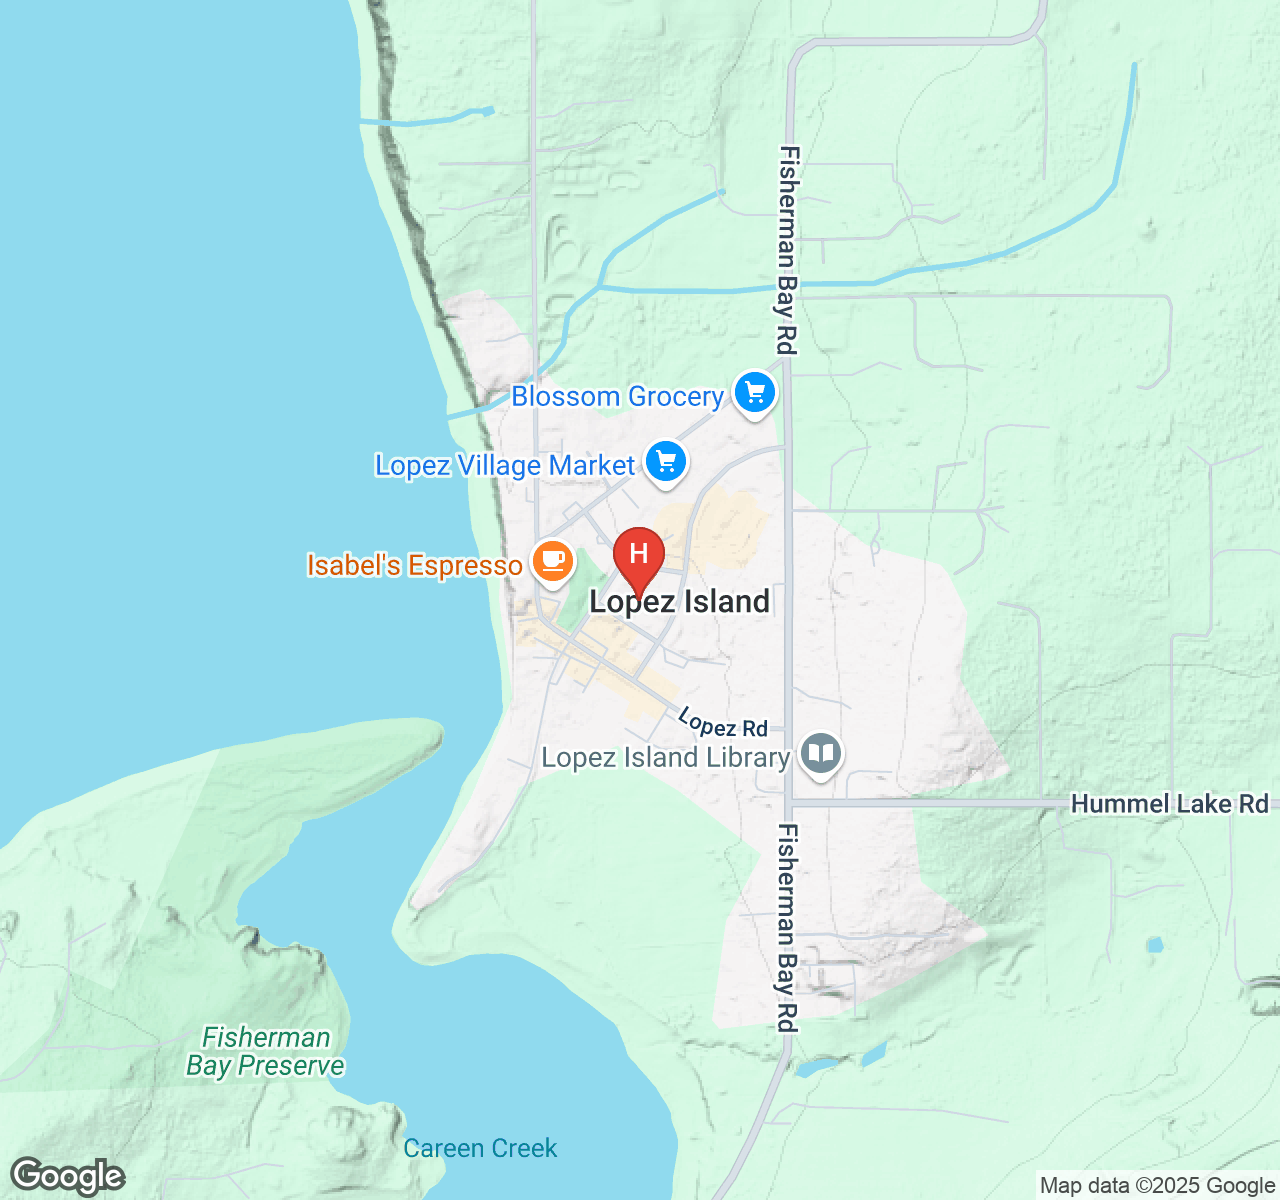 Fisherman Bay Rd
Blossom Grocery
Lopez Village Market
Isabel's Espresso
H
Lopez Island
Lopez Rd
Lopez Island Library
Hummel Lake Rd
Fisherman Bay Rd
Fisherman
Bay Preserve
Careen Creek
Google
Map data ©2025 Google